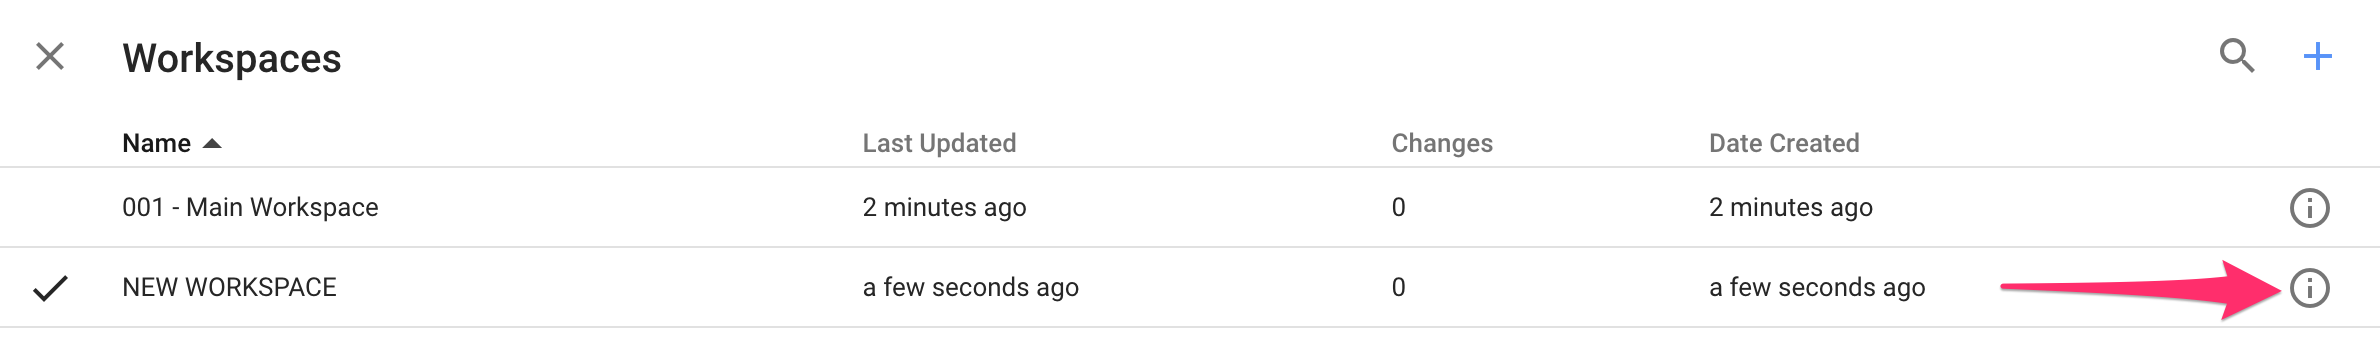 Workspaces
Name Last Updated Changes Date Created
001 - Main Workspace 2 minutes ago 0 2 minutes ago
NEW WORKSPACE a few seconds ago 0 a few seconds ago